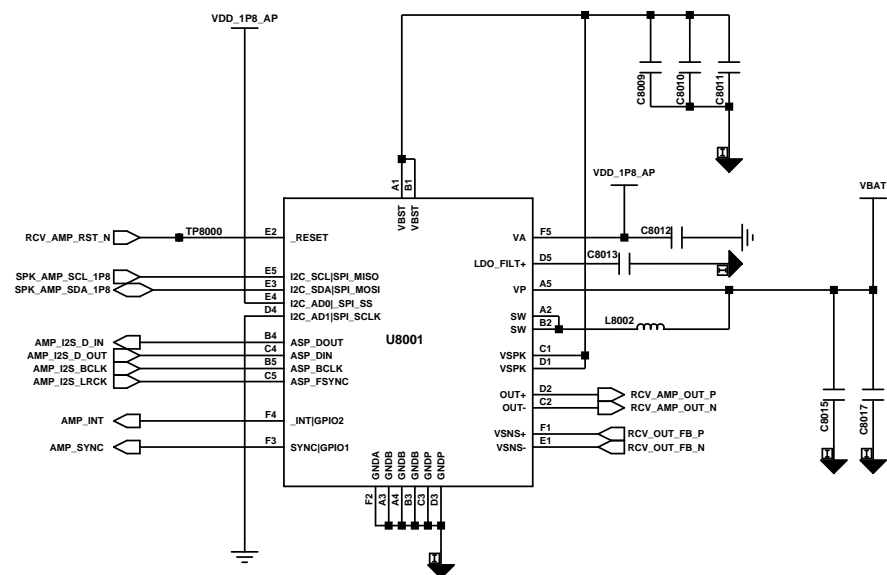 VDD_1P8_AP
C8009
C8010
C8011
A1
B1
VBST
VBST
VDD_1P8_AP
VBAT
RCV_AMP_RST_N
TP8000
E2
_RESET
VA
F5
C8012
LDO_FILT+
D5
C8013
SPK_AMP_SCL_1P8
E5
I2C_SCL|SPI_MISO
SPK_AMP_SDA_1P8
E3
I2C_SDA|SPI_MOSI
VP
A5
E4
I2C_AD0|_SPI_SS
D4
I2C_AD1|SPI_SCLK
SW
A2
SW
B2
L8002
U8001
AMP_I2S_D_IN
B4
ASP_DOUT
AMP_I2S_D_OUT
C4
ASP_DIN
AMP_I2S_BCLK
B5
ASP_BCLK
AMP_I2S_LRCK
C5
ASP_FSYNC
VSPK
C1
VSPK
D1
OUT+
D2
RCV_AMP_OUT_P
OUT-
C2
RCV_AMP_OUT_N
AMP_INT
F4
_INT|GPIO2
VSNS+
F1
RCV_OUT_FB_P
VSNS-
E1
RCV_OUT_FB_N
AMP_SYNC
F3
SYNC|GPIO1
C8015
C8017
GNDA
GNDB
GNDB
GNDB
GNDP
GNDP
F2
A3
A4
B3
C3
D3